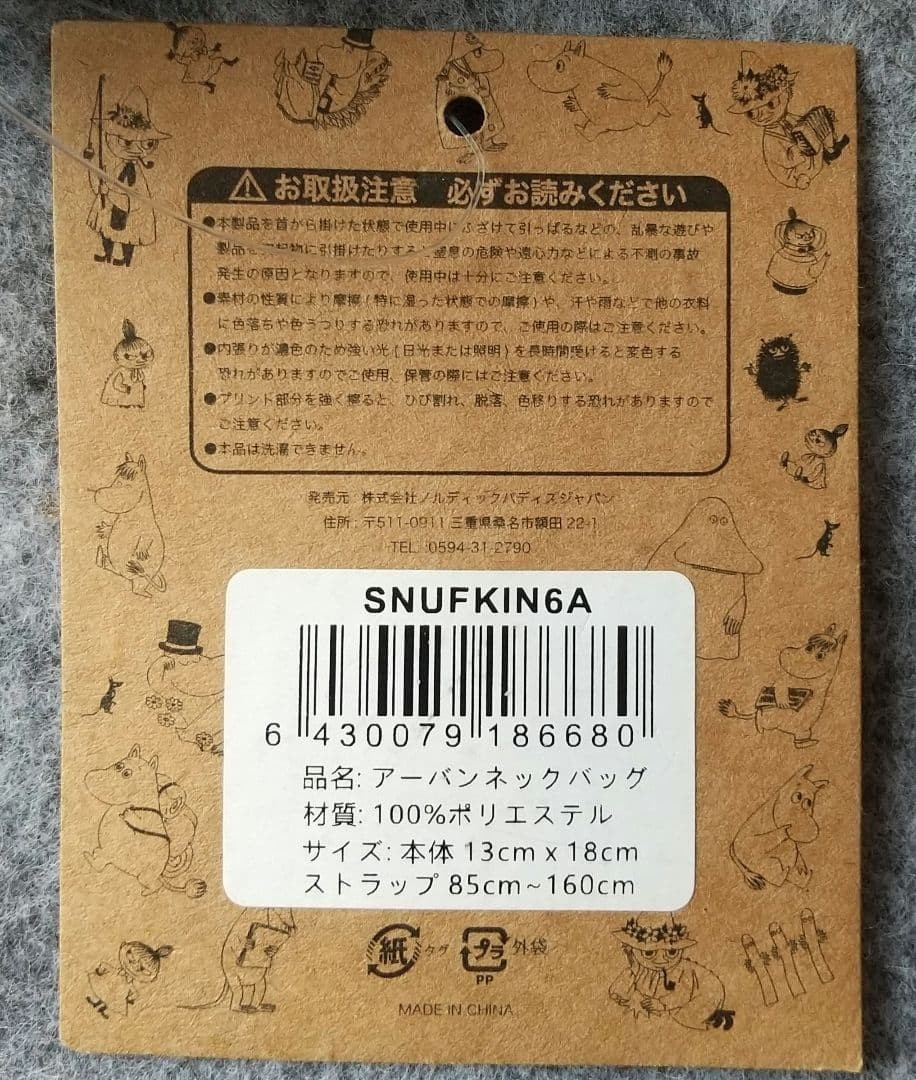 お取扱注意 必ずお読みください
●本製品を首から掛けた状態で使用中にふざけて引っぱるなどの、乱暴な遊びや
製品を 起物に引掛けたりすると窒息の危険や遠心力などによる不測の事故
発生の原因となりますので、使用中は十分にご注意ください。
●素材の性質により摩擦(特に湿った状態での摩擦)や、汗や雨などで他の衣料
に色落ちや色うつりする恐れがありますので、ご使用の際はご注意ください。
●内張りが濃色のため強い光(日光または照明)を長時間受けると変色する
恐れがありますのでご使用、保管の際にはご注意ください。
●プリント部分を強く擦ると、ひび割れ、脱落、色移りする恐れがありますので
ご注意ください。
●本品は洗濯できません。
発売元:株式会社ノルディックバディズジャパン
住所:〒511-0911 三重県桑名市額田 22-1
TEL:0594-31-2790
SNUFKIN6A
6 430079 186680
品名: アーバンネックバッグ
材質: 100%ポリエステル
サイズ: 本体 13cm x 18cm
ストラップ 85cm~160cm
紙 タグ プラ 外袋
PP
MADE IN CHINA